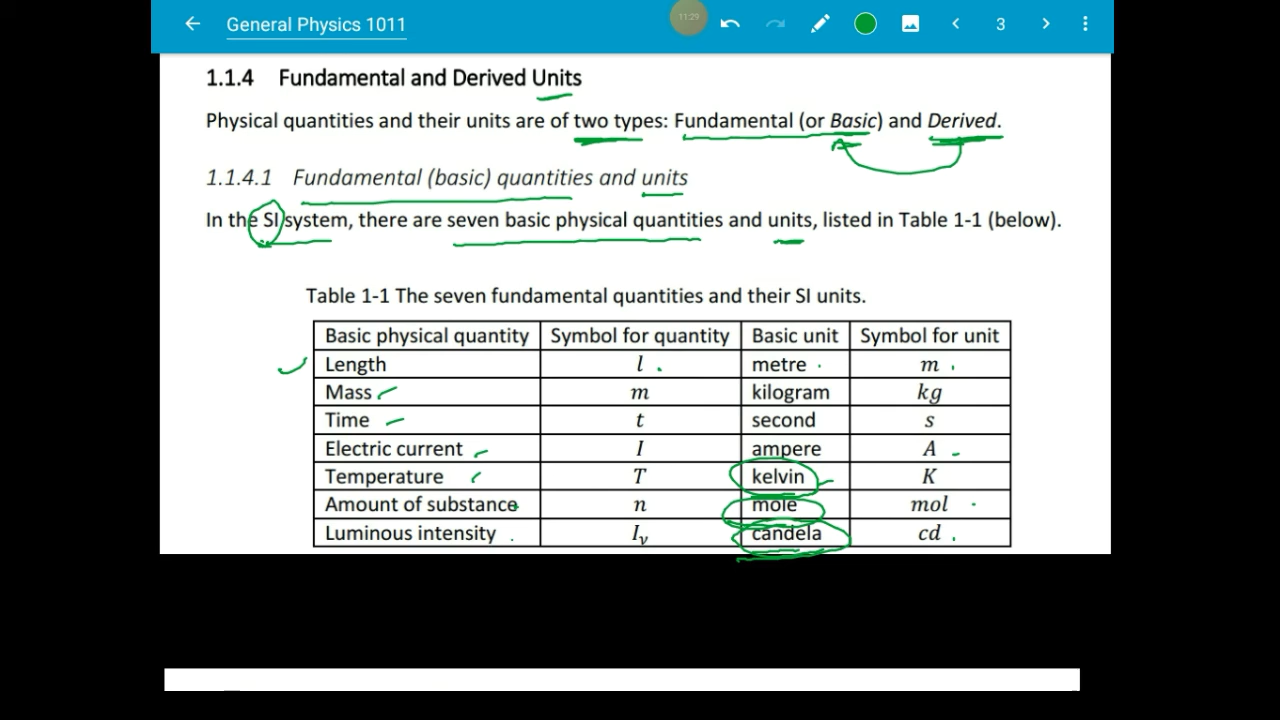 General Physics 1011
11:29
3
1.1.4 Fundamental and Derived Units
Physical quantities and their units are of two types: Fundamental (or Basic) and Derived.
1.1.4.1 Fundamental (basic) quantities and units
In the SI system, there are seven basic physical quantities and units, listed in Table 1-1 (below).
Table 1-1 The seven fundamental quantities and their SI units.
Basic physical quantity Symbol for quantity Basic unit Symbol for unit
Length l metre m
Mass m kilogram kg
Time t second s
Electric current I ampere A
Temperature T kelvin K
Amount of substance n mole mol
Luminous intensity Iᵥ candela cd